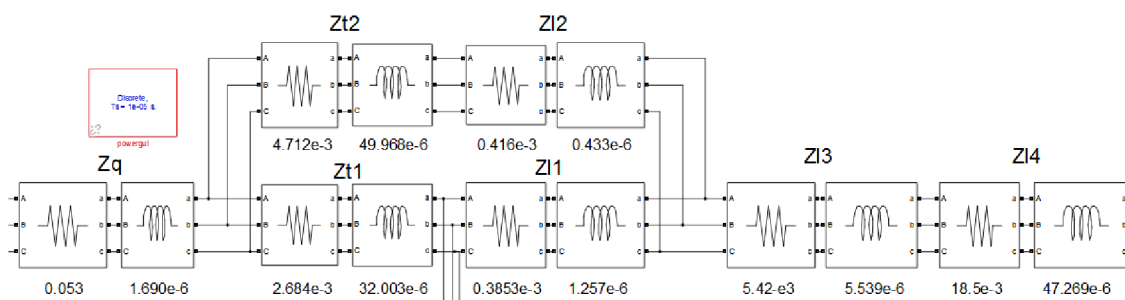 Zt2
Zl2
A
B
C
a
b
c
A
B
C
a
b
c
Discrete,
powergui
4.712e-3
49.968e-6
0.416e-3
0.433e-6
Zq
Zt1
Zl1
Zl3
Zl4
A
B
C
a
b
c
A
B
C
a
b
c
A
B
C
a
b
c
A
B
C
a
b
c
A
B
C
a
b
c
0.053
1.690e-6
2.684e-3
32.003e-6
0.3853e-3
1.257e-6
5.42-e3
5.539e-6
18.5e-3
47.269e-6